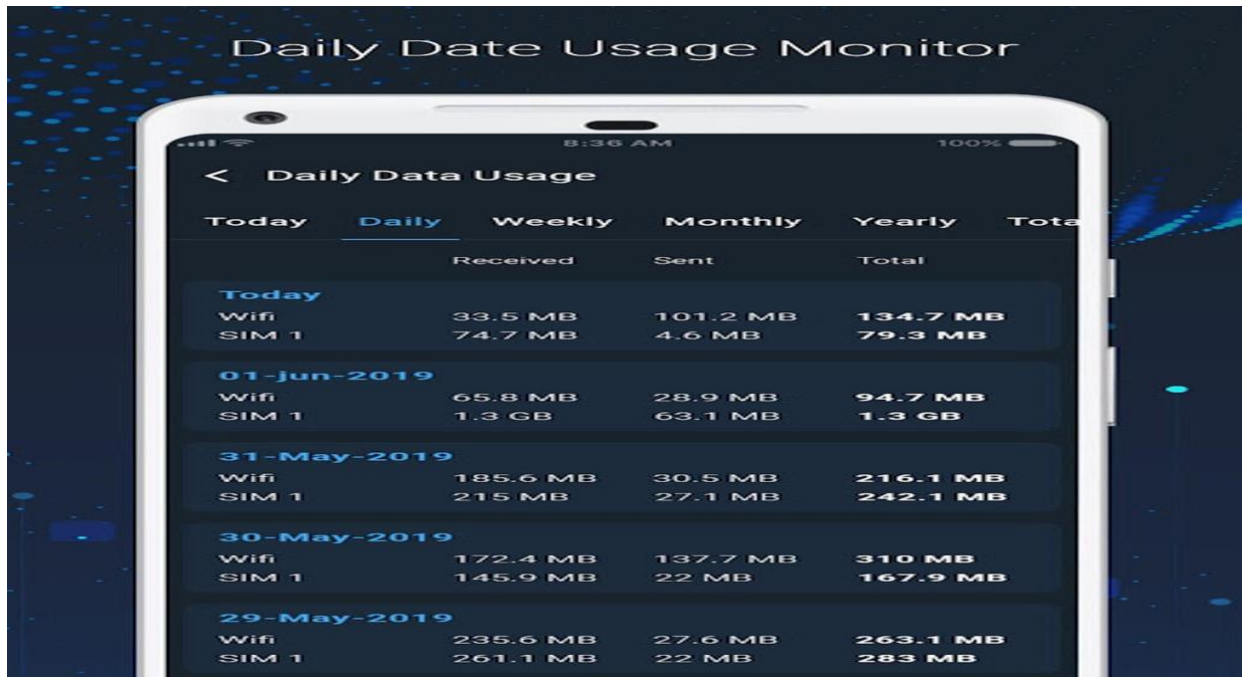 Daily Date Usage Monitor
8:36 AM 100%
< Daily Data Usage
Today Daily Weekly Monthly Yearly Tota
Received Sent Total
Today
Wifi 33.5 MB 101.2 MB 134.7 MB
SIM 1 74.7 MB 4.6 MB 79.3 MB
01-jun-2019
Wifi 65.8 MB 28.9 MB 94.7 MB
SIM 1 1.3 GB 63.1 MB 1.3 GB
31-May-2019
Wifi 185.6 MB 30.5 MB 216.1 MB
SIM 1 215 MB 27.1 MB 242.1 MB
30-May-2019
Wifi 172.4 MB 137.7 MB 310 MB
SIM 1 145.9 MB 22 MB 167.9 MB
29-May-2019
Wifi 235.6 MB 27.6 MB 263.1 MB
SIM 1 261.1 MB 22 MB 283 MB